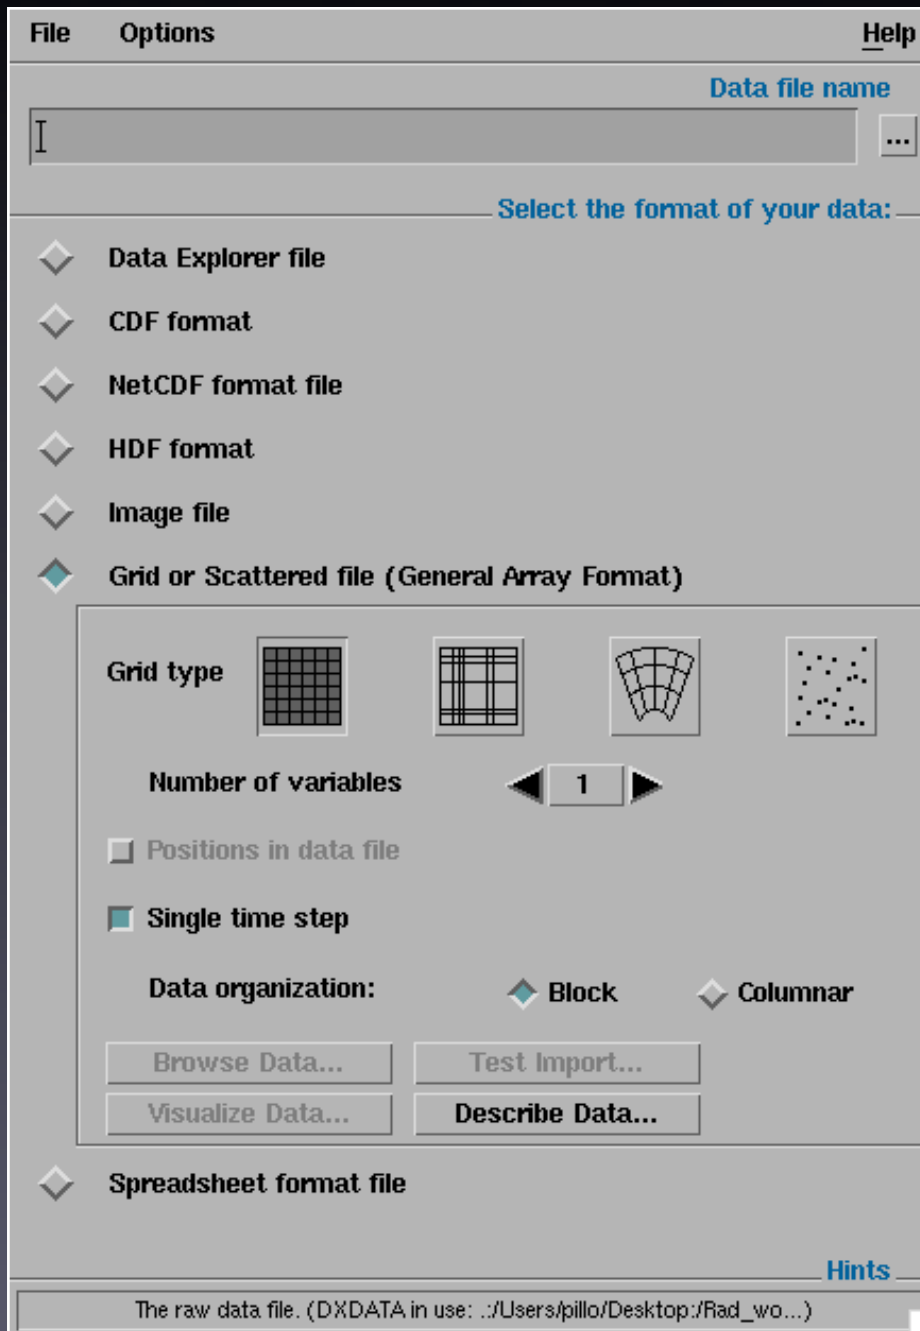 File Options Help
Data file name
...
Select the format of your data:
Data Explorer file
CDF format
NetCDF format file
HDF format
Image file
Grid or Scattered file (General Array Format)
Grid type
Number of variables 1
Positions in data file
Single time step
Data organization: Block Columnar
Browse Data... Test Import...
Visualize Data... Describe Data...
Spreadsheet format file
Hints
The raw data file. (DXDATA in use: .:/Users/pillo/Desktop:/Rad_wo...)